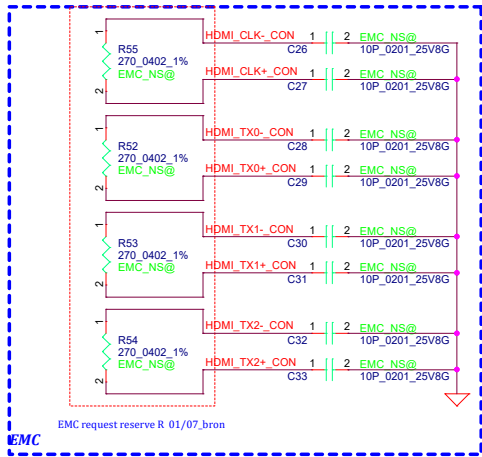 1
R55
270_0402_1%
EMC_NS@
2
HDMI_CLK-_CON 1 2 EMC_NS@
C26 10P_0201_25V8G
HDMI_CLK+_CON 1 2 EMC_NS@
C27 10P_0201_25V8G
1
R52
270_0402_1%
EMC_NS@
2
HDMI_TX0-_CON 1 2 EMC_NS@
C28 10P_0201_25V8G
HDMI_TX0+_CON 1 2 EMC_NS@
C29 10P_0201_25V8G
1
R53
270_0402_1%
EMC_NS@
2
HDMI_TX1-_CON 1 2 EMC_NS@
C30 10P_0201_25V8G
HDMI_TX1+_CON 1 2 EMC_NS@
C31 10P_0201_25V8G
1
R54
270_0402_1%
EMC_NS@
2
HDMI_TX2-_CON 1 2 EMC_NS@
C32 10P_0201_25V8G
HDMI_TX2+_CON 1 2 EMC_NS@
C33 10P_0201_25V8G
EMC request reserve R 01/07_bron
EMC